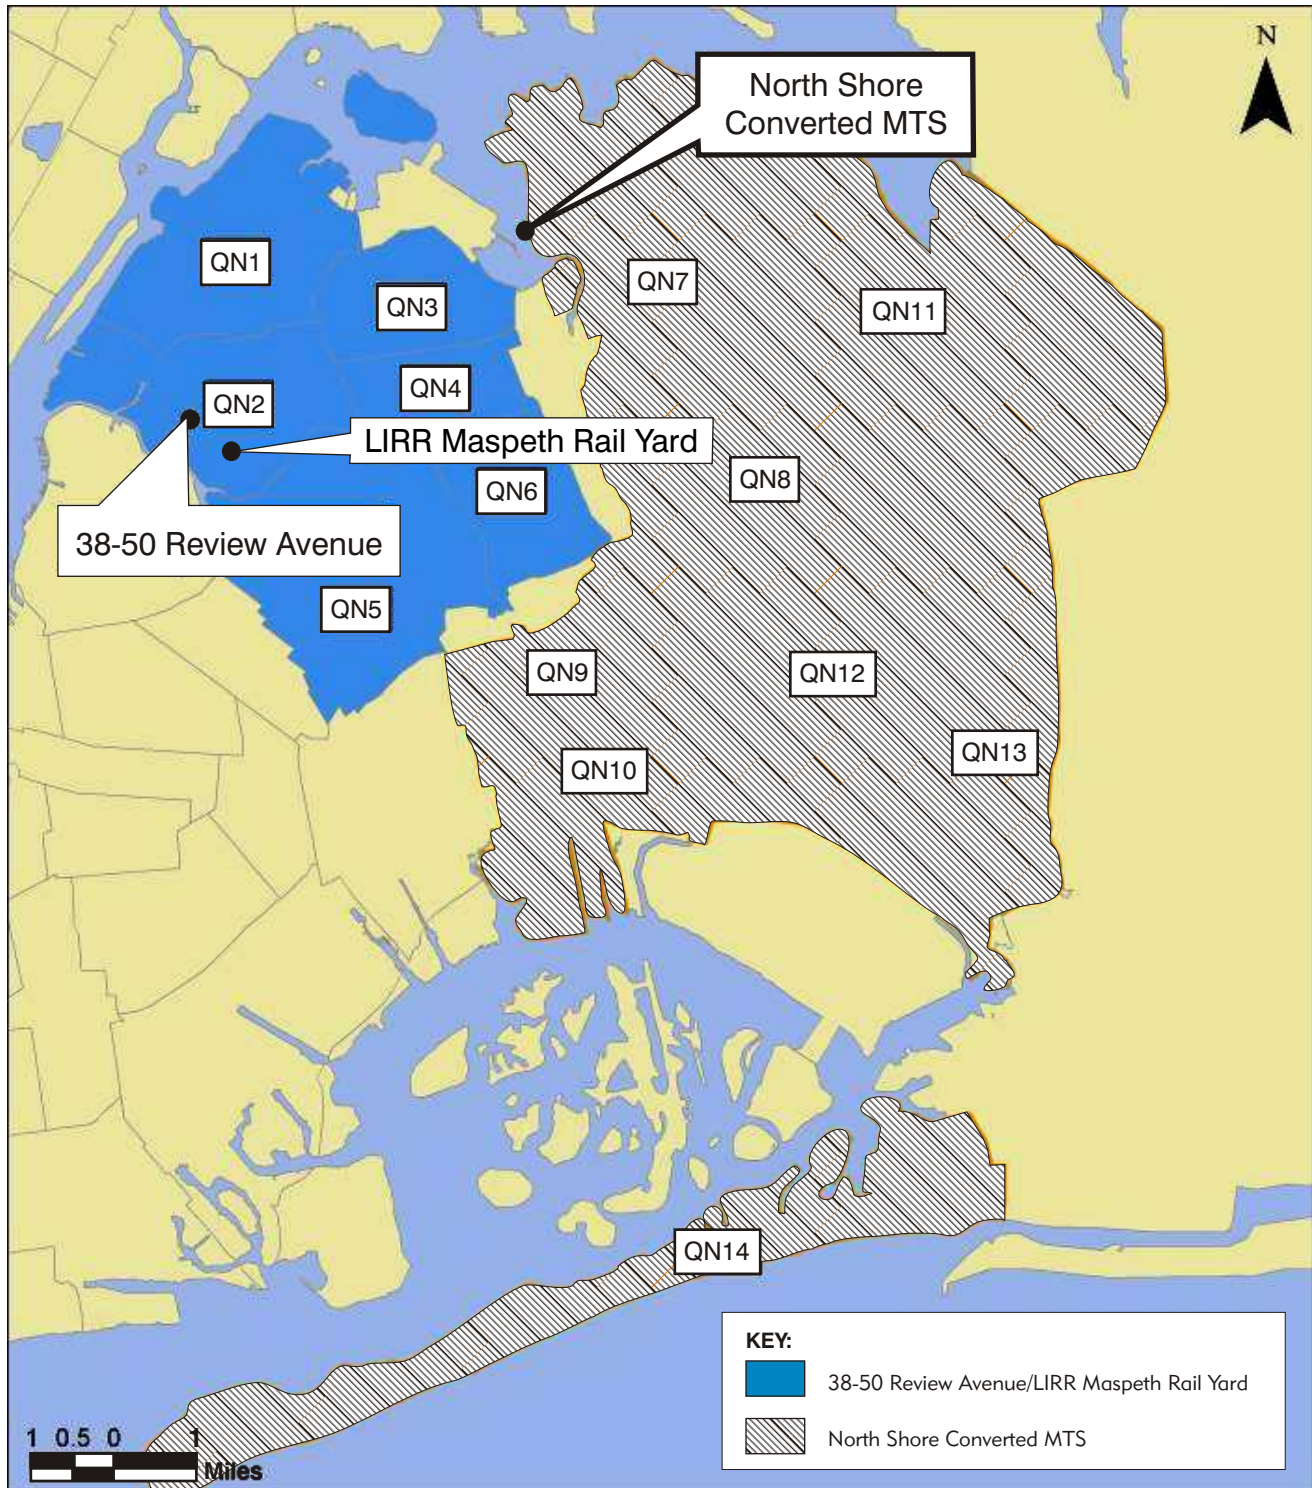 N
North Shore
Converted MTS
QN1
QN7
QN3
QN11
QN4
QN2
LIRR Maspeth Rail Yard
QN8
QN6
38-50 Review Avenue
QN5
QN9
QN12
QN13
QN10
QN14
KEY:
38-50 Review Avenue/LIRR Maspeth Rail Yard
North Shore Converted MTS
1 0.5 0 1
Miles